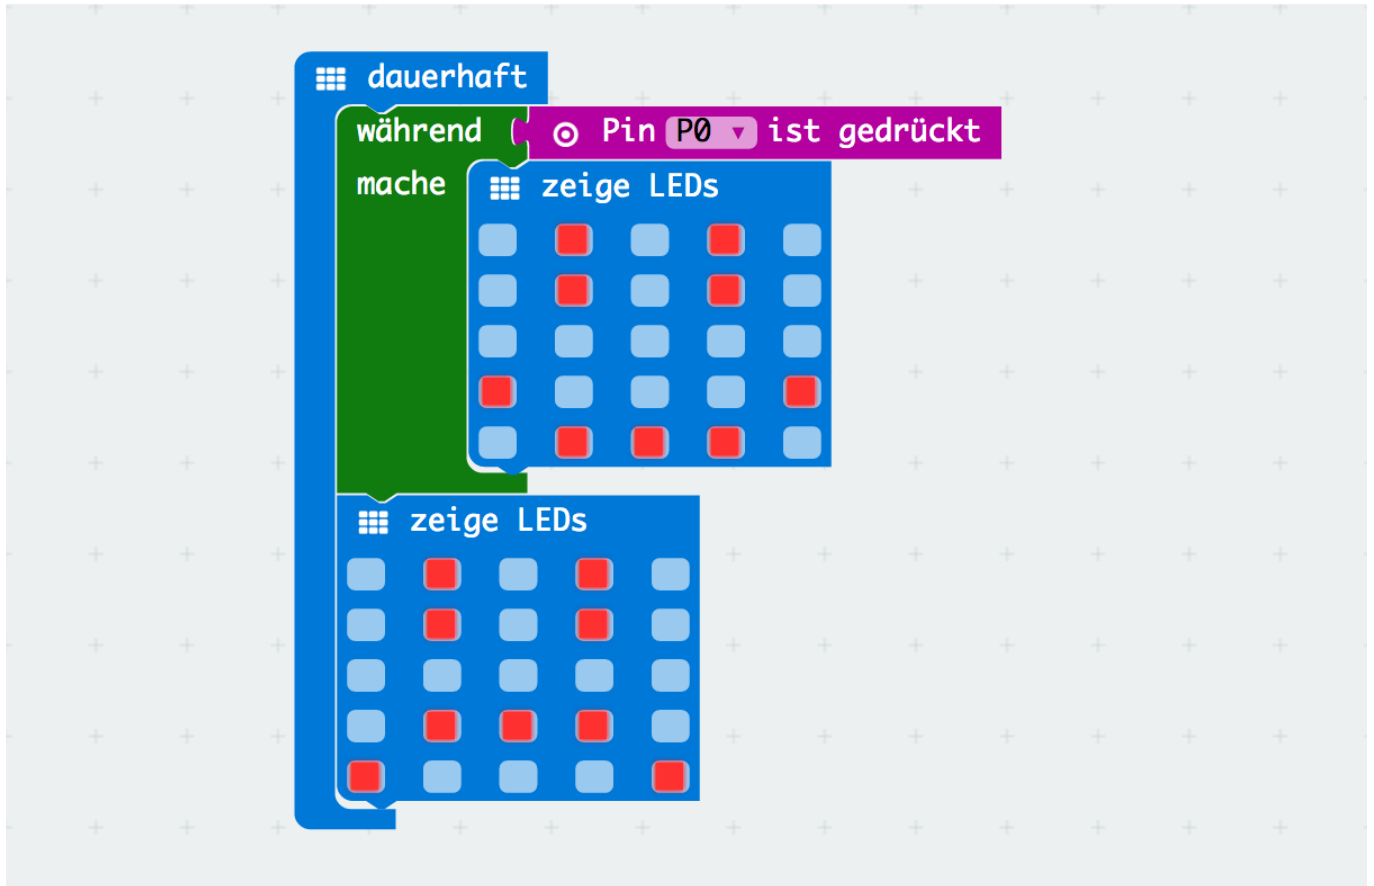 dauerhaft
während Pin P0 ist gedrückt
mache zeige LEDs
zeige LEDs